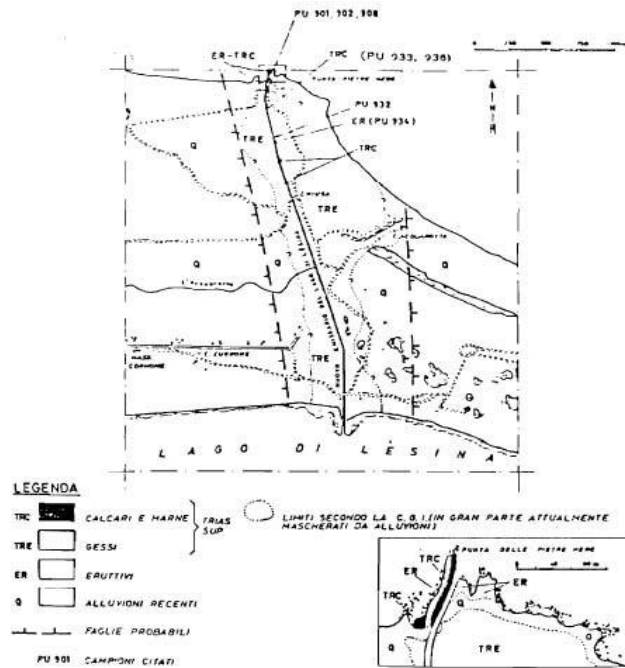 PU 901, 902, 908
ER-TRC
TRC (PU 933, 936)
PU 932
ER (PU 934)
TRE
TRC
Q
TRE
Q
Q
Q
Q
Q
TRE
Q
LAGO DI LESINA
LEGENDA
TRC CALCARI E MARNE
TRE GESSI
TRIAS SUP
ER ERUTTIVI
Q ALLUVIONI RECENTI
FAGLIE PROBABILI
PU 901 CAMPIONI CITATI
LIMITI SECONDO LA C.G.I. (IN GRAN PARTE ATTUALMENTE
MASCHERATI DA ALLUVIONI)
PUNTA DELLE PIETRE NERE
TRC
ER
ER
TRC
Q
Q
Q
TRE